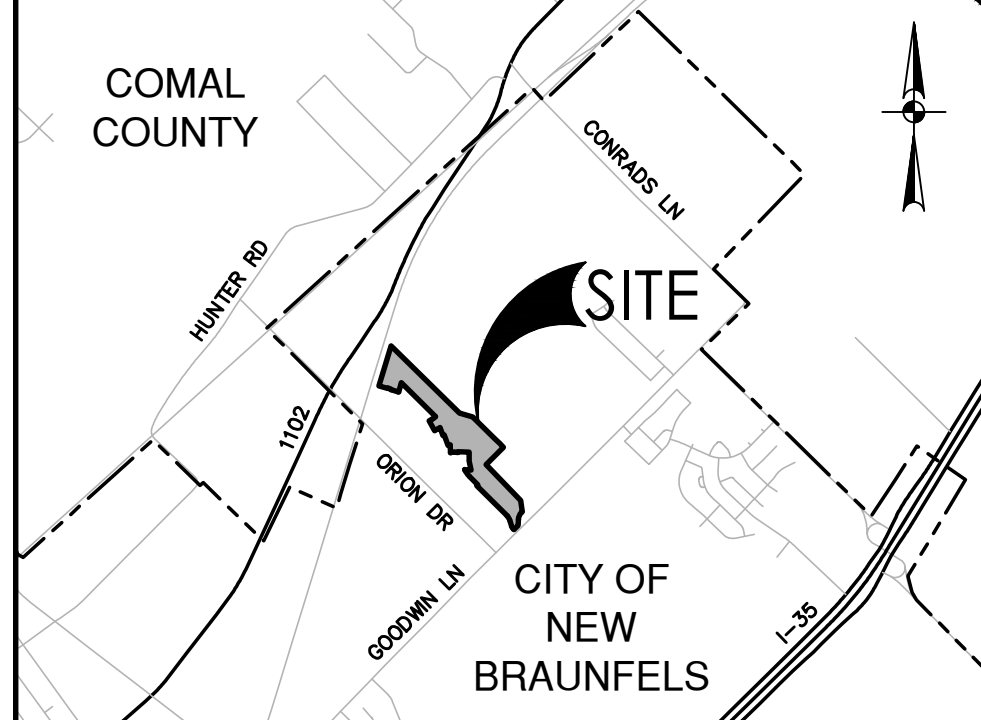 COMAL
COUNTY
CONRADS LN
HUNTER RD
SITE
1102
ORION DR
GOODWIN LN
CITY OF
NEW
BRAUNFELS
I-35